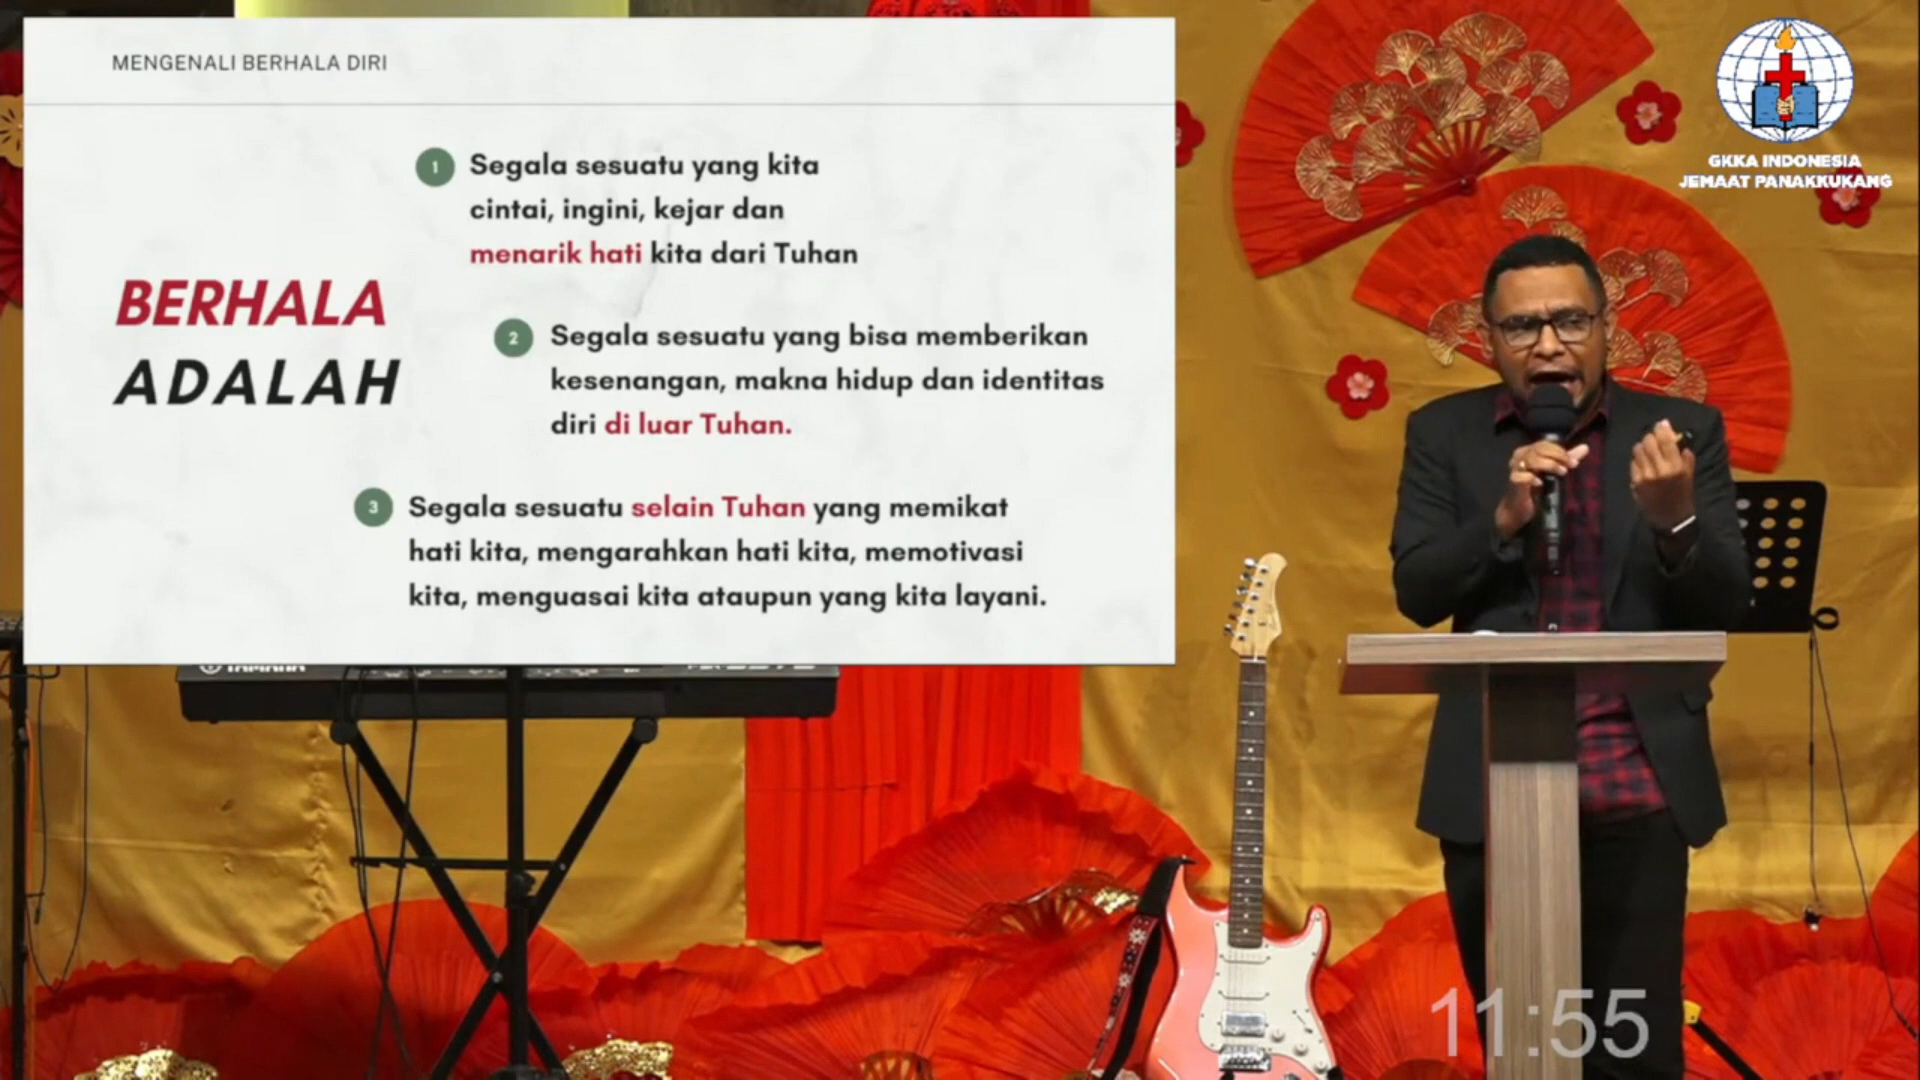 MENGENALI BERHALA DIRI
BERHALA
ADALAH
1
Segala sesuatu yang kita
cintai, ingini, kejar dan
menarik hati kita dari Tuhan
2
Segala sesuatu yang bisa memberikan
kesenangan, makna hidup dan identitas
diri di luar Tuhan.
3
Segala sesuatu selain Tuhan yang memikat
hati kita, mengarahkan hati kita, memotivasi
kita, menguasai kita ataupun yang kita layani.
GKKA INDONESIA
JEMAAT PANAKKUKANG
YAMAHA
11:55